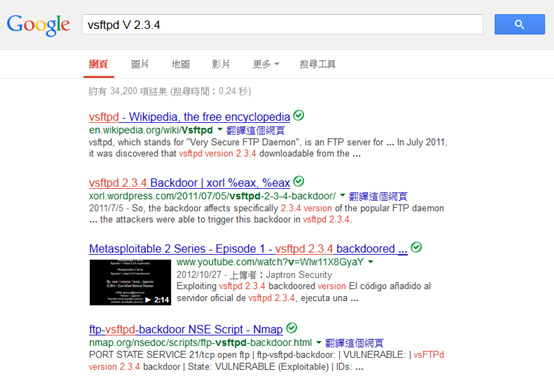 Google
vsftpd V 2.3.4
網頁 圖片 地圖 影片 更多 搜尋工具
約有 34,200 項結果 (搜尋時間：0.24 秒)
vsftpd - Wikipedia, the free encyclopedia
en.wikipedia.org/wiki/Vsftpd 翻譯這個網頁
vsftpd, which stands for "Very Secure FTP Daemon", is an FTP server for ... In July 2011,
it was discovered that vsftpd version 2.3.4 downloadable from the ...
vsftpd 2.3.4 Backdoor | xorl %eax, %eax
xorl.wordpress.com/2011/07/05/vsftpd-2-3-4-backdoor/ 翻譯這個網頁
2011/7/5 - So, the backdoor affects specifically 2.3.4 version of the popular FTP daemon
... the attackers were able to trigger this backdoor in vsftpd 2.3.4.
Metasploitable 2 Series - Episode 1 - vsftpd 2.3.4 backdoored ...
www.youtube.com/watch?v=Wlw11X8GyaY
2012/10/27 - 上傳者：Japtron Security
Exploiting vsftpd 2.3.4 backdoored version El código añadido al
servidor oficial de vsftpd 2.3.4, ejecuta una ...
2:14
ftp-vsftpd-backdoor NSE Script - Nmap
nmap.org/nsedoc/scripts/ftp-vsftpd-backdoor.html 翻譯這個網頁
PORT STATE SERVICE 21/tcp open ftp | ftp-vsftpd-backdoor: | VULNERABLE: | vsFTPd
version 2.3.4 backdoor | State: VULNERABLE (Exploitable) | IDs: ...